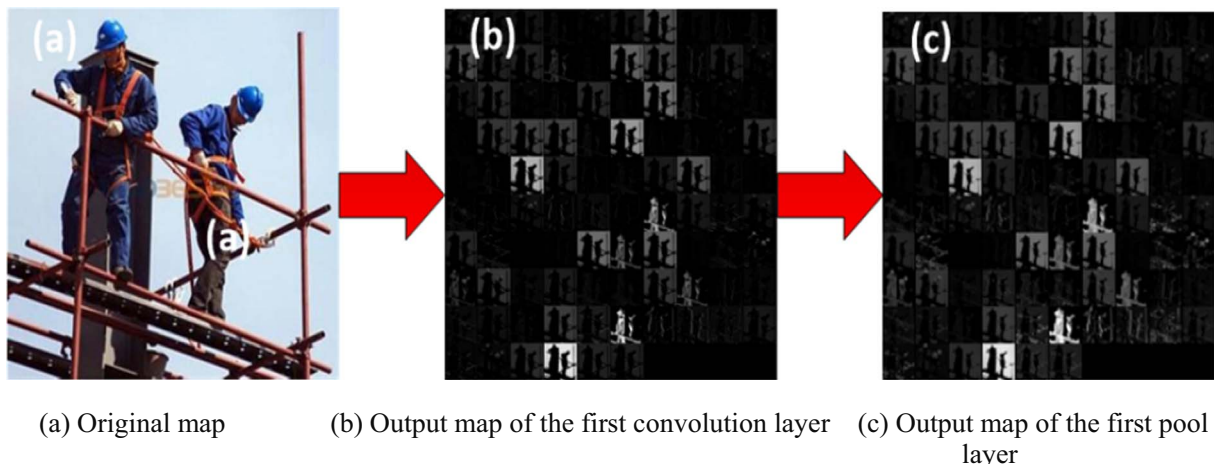 (a)
(b)
(c)
(a)
(a) Original map
(b) Output map of the first convolution layer
(c) Output map of the first pool
layer